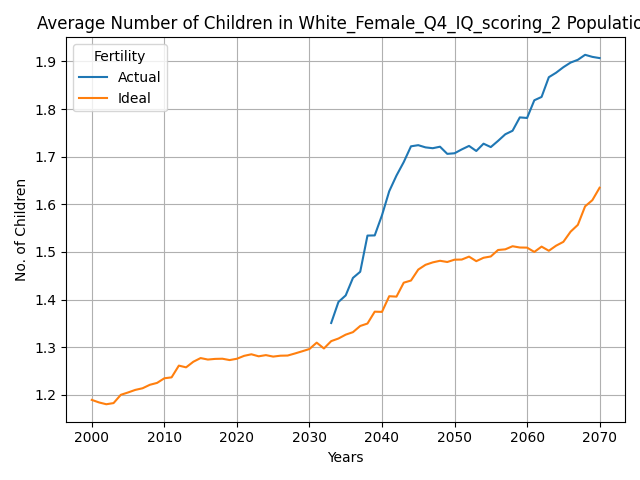 Average Number of Children in White_Female_Q4_IQ_scoring_2 Populatio
Fertility
Actual
Ideal
1.9
1.8
1.7
1.6
1.5
1.4
1.3
1.2
No. of Children
2000 2010 2020 2030 2040 2050 2060 2070
Years